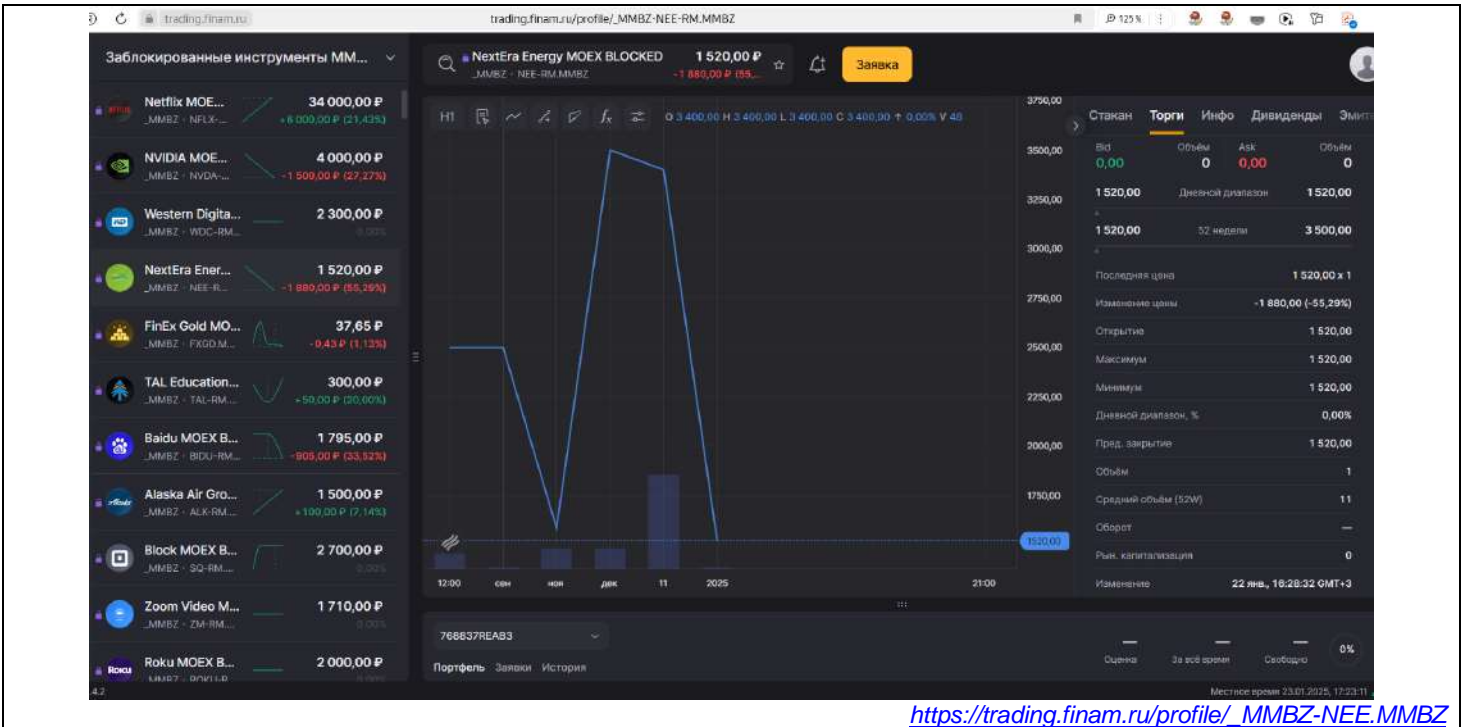 trading.finam.ru
trading.finam.ru/profile/_MMBZ-NEE-RM.MMBZ
125 %
Заблокированные инструменты MM...
Netflix MOE...
34 000,00 ₽
_MMBZ · NFLX-...
+6 000,00 ₽ (21,43%)
NVIDIA MOE...
4 000,00 ₽
_MMBZ · NVDA-...
-1 500,00 ₽ (27,27%)
Western Digita...
2 300,00 ₽
_MMBZ · WDC-RM...
0,00%
NextEra Ener...
1 520,00 ₽
_MMBZ · NEE-R...
-1 880,00 ₽ (55,29%)
FinEx Gold MO...
37,65 ₽
_MMBZ · FXGD.M...
-0,43 ₽ (1,13%)
TAL Education...
300,00 ₽
_MMBZ · TAL-RM...
+50,00 ₽ (20,00%)
Baidu MOEX B...
1 795,00 ₽
_MMBZ · BIDU-RM...
-905,00 ₽ (33,52%)
Alaska Air Gro...
1 500,00 ₽
_MMBZ · ALK-RM...
+100,00 ₽ (7,14%)
Block MOEX B...
2 700,00 ₽
_MMBZ · SQ-RM....
0,00%
Zoom Video M...
1 710,00 ₽
_MMBZ · ZM-RM....
0,00%
Roku MOEX B...
2 000,00 ₽
4.2
NextEra Energy MOEX BLOCKED
1 520,00 ₽
_MMBZ · NEE-RM.MMBZ
-1 880,00 ₽ (55,...
Заявка
H1
O 3 400,00 H 3 400,00 L 3 400,00 C 3 400,00 ↑ 0,00% V 48
3750,00
3500,00
3250,00
3000,00
2750,00
2500,00
2250,00
2000,00
1750,00
1520,00
12:00 сен ноя дек 11 2025 21:00
768837REAB3
Портфель Заявки История
Стакан Торги Инфо Дивиденды Эмите
Bid Объём Ask Объём
0,00 0 0,00 0
1 520,00 Дневной диапазон 1 520,00
1 520,00 52 недели 3 500,00
Последняя цена 1 520,00 x 1
Изменение цены -1 880,00 (-55,29%)
Открытие 1 520,00
Максимум 1 520,00
Минимум 1 520,00
Дневной диапазон, % 0,00%
Пред. закрытие 1 520,00
Объём 1
Средний объём (52W) 11
Оборот —
Рын. капитализация 0
Изменение 22 янв., 16:28:32 GMT+3
— — — 0%
Оценка За всё время Свободно
Местное время 23.01.2025, 17:23:11
https://trading.finam.ru/profile/_MMBZ-NEE.MMBZ